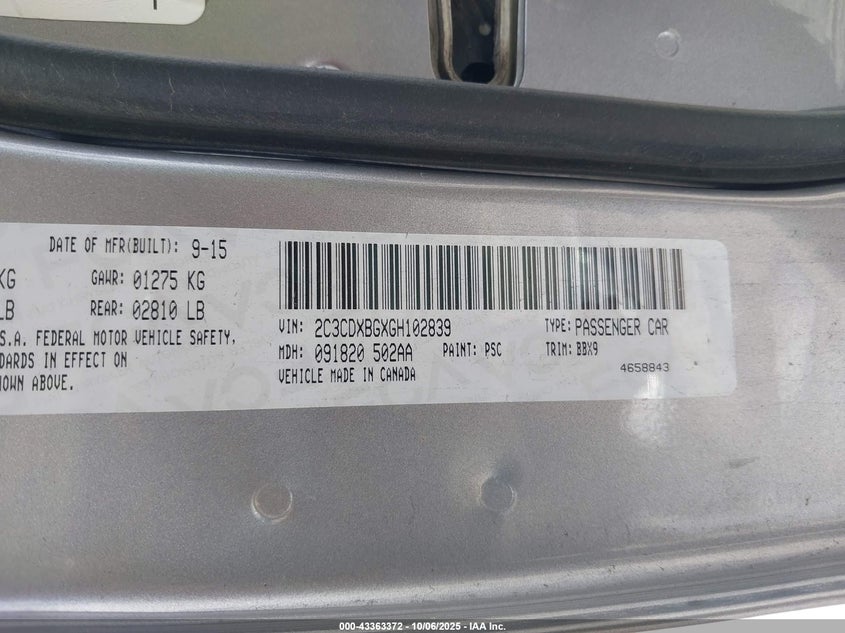 DATE OF MFR(BUILT): 9-15
KG GAWR: 01275 KG
LB REAR: 02810 LB
S.A. FEDERAL MOTOR VEHICLE SAFETY,
DARDS IN EFFECT ON
HOWN ABOVE.
VIN: 2C3CDXBGXGH102839 TYPE: PASSENGER CAR
MDH: 091820 502AA PAINT: PSC TRIM: BBX9
VEHICLE MADE IN CANADA 4658843
000-43363372 - 10/06/2025 - IAA Inc.